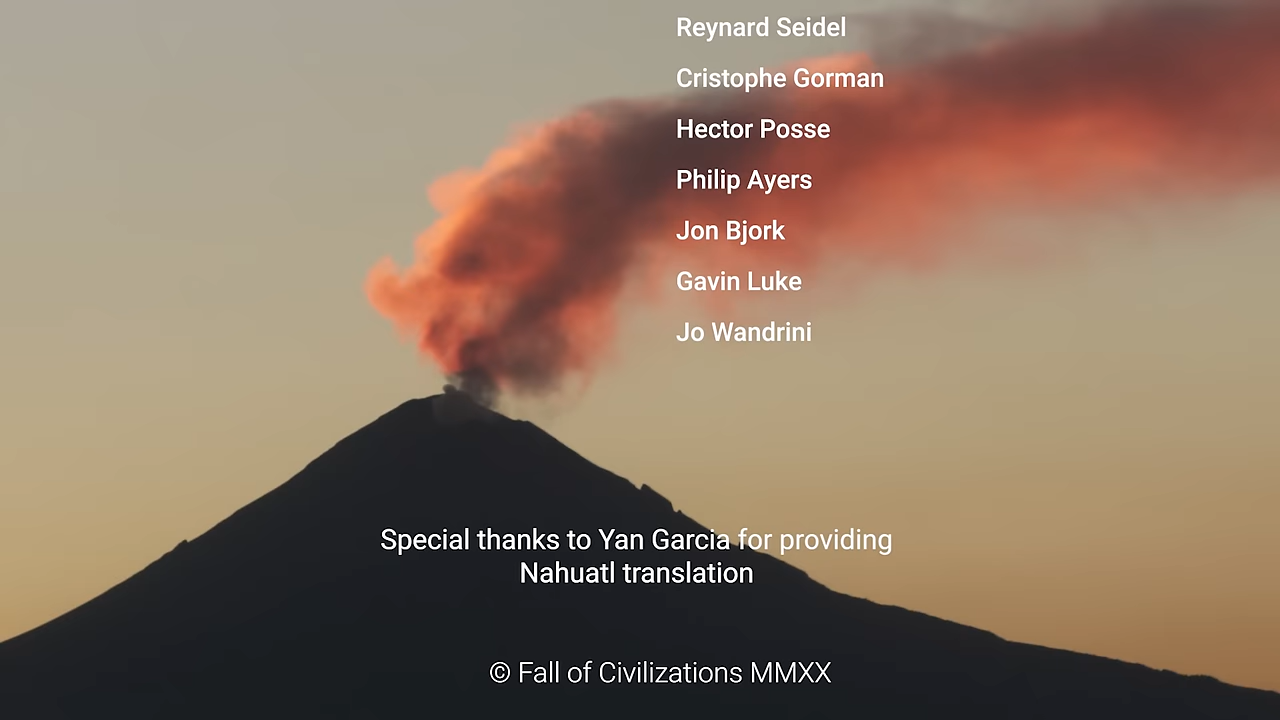 Reynard Seidel
Cristophe Gorman
Hector Posse
Philip Ayers
Jon Bjork
Gavin Luke
Jo Wandrini
Special thanks to Yan Garcia for providing
Nahuatl translation
© Fall of Civilizations MMXX